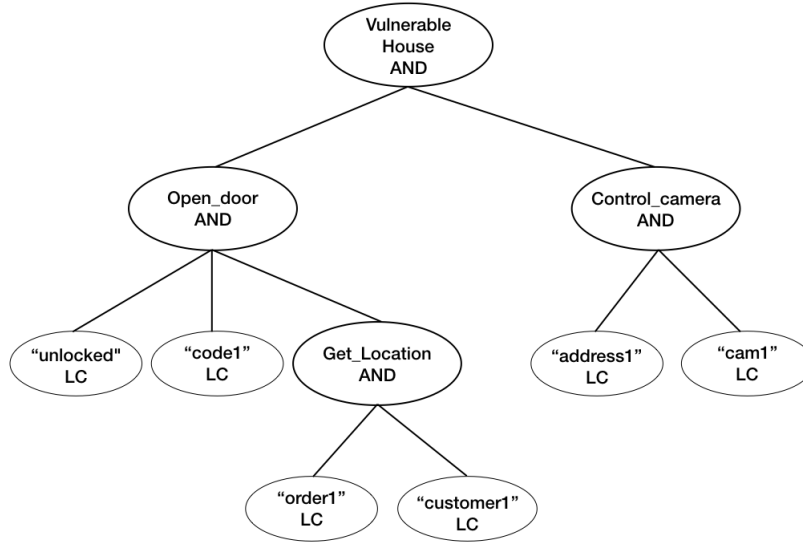 Vulnerable
House
AND
Open_door
AND
Control_camera
AND
“unlocked"
LC
“code1”
LC
Get_Location
AND
“address1”
LC
“cam1”
LC
“order1”
LC
“customer1”
LC